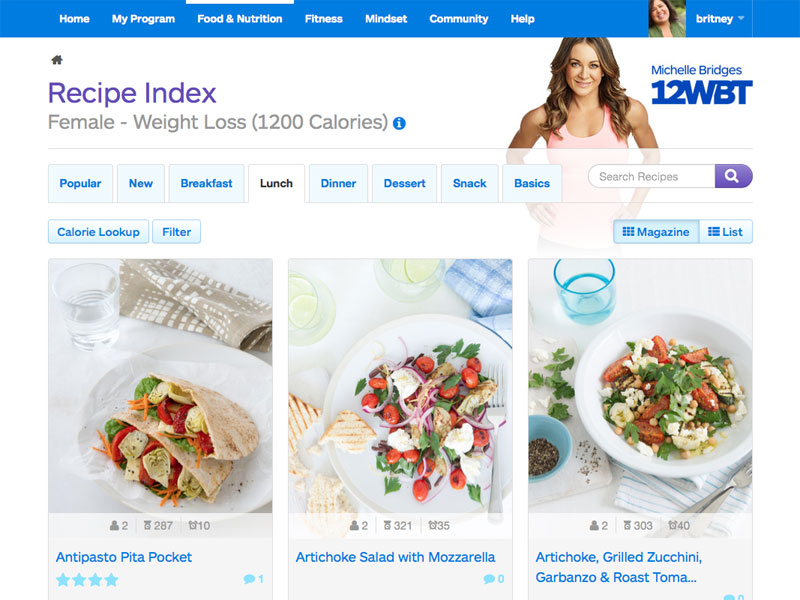 Home My Program Food & Nutrition Fitness Mindset Community Help britney
Michelle Bridges
12WBT
Recipe Index
Female - Weight Loss (1200 Calories)
Popular New Breakfast Lunch Dinner Dessert Snack Basics Search Recipes
Calorie Lookup Filter Magazine List
2 287 10
2 321 35
2 303 40
Antipasto Pita Pocket
1
Artichoke Salad with Mozzarella
0
Artichoke, Grilled Zucchini,
Garbanzo & Roast Toma...
0